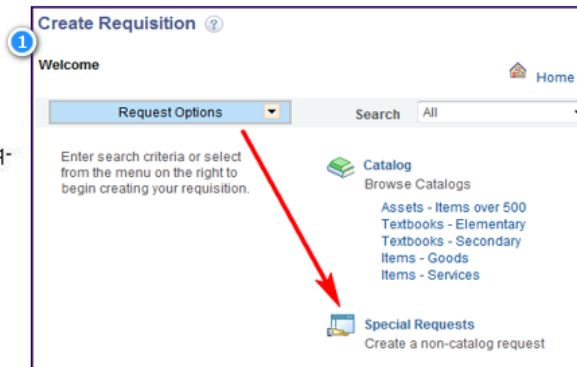 Create Requisition ?
1
Welcome
Home
Request Options
Search All
Enter search criteria or select
from the menu on the right to
begin creating your requisition.
Catalog
Browse Catalogs
Assets - Items over 500
Textbooks - Elementary
Textbooks - Secondary
Items - Goods
Items - Services
Special Requests
Create a non-catalog request